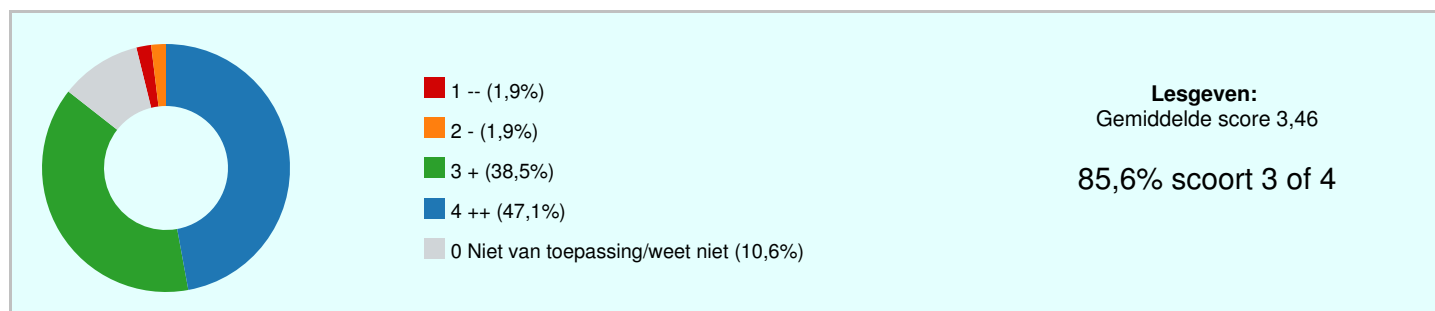 1 -- (1,9%)
2 - (1,9%)
3 + (38,5%)
4 ++ (47,1%)
0 Niet van toepassing/weet niet (10,6%)
Lesgeven:
Gemiddelde score 3,46
85,6% scoort 3 of 4